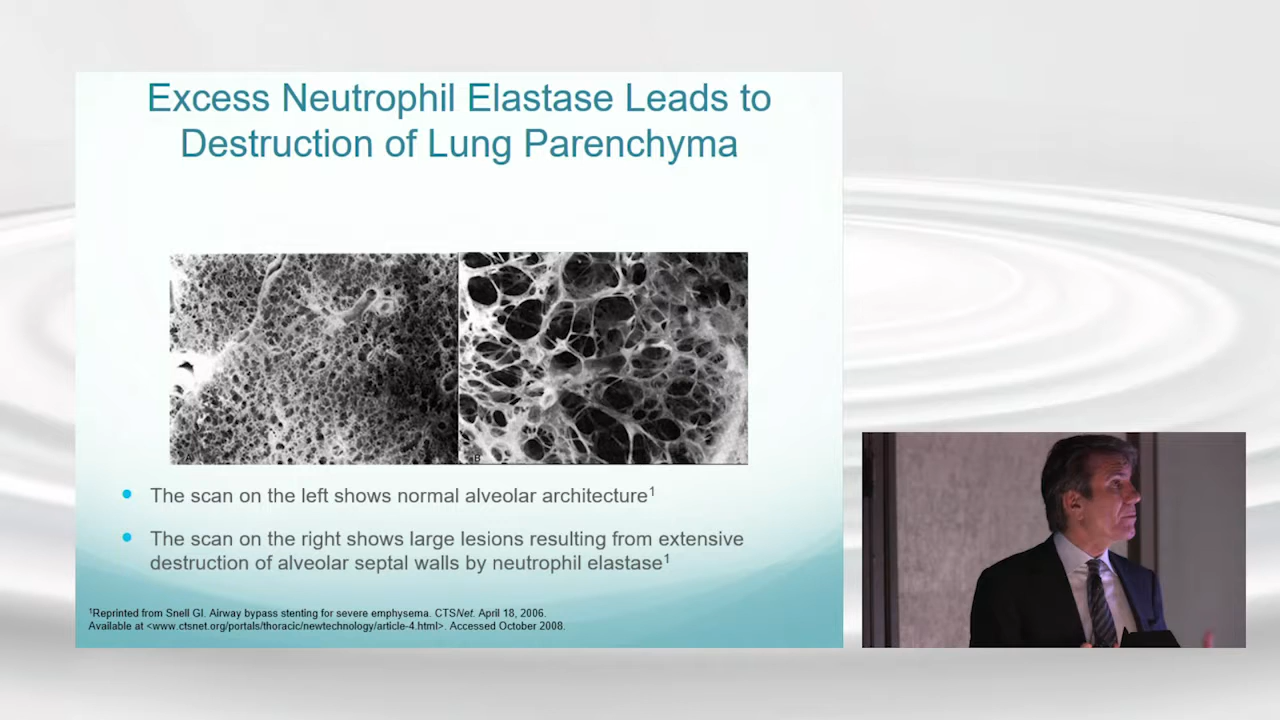 Excess Neutrophil Elastase Leads to
Destruction of Lung Parenchyma
B
• The scan on the left shows normal alveolar architecture¹
• The scan on the right shows large lesions resulting from extensive
destruction of alveolar septal walls by neutrophil elastase¹
¹Reprinted from Snell GI. Airway bypass stenting for severe emphysema. CTSNet. April 18, 2006.
Available at <www.ctsnet.org/portals/thoracic/newtechnology/article-4.html>. Accessed October 2008.